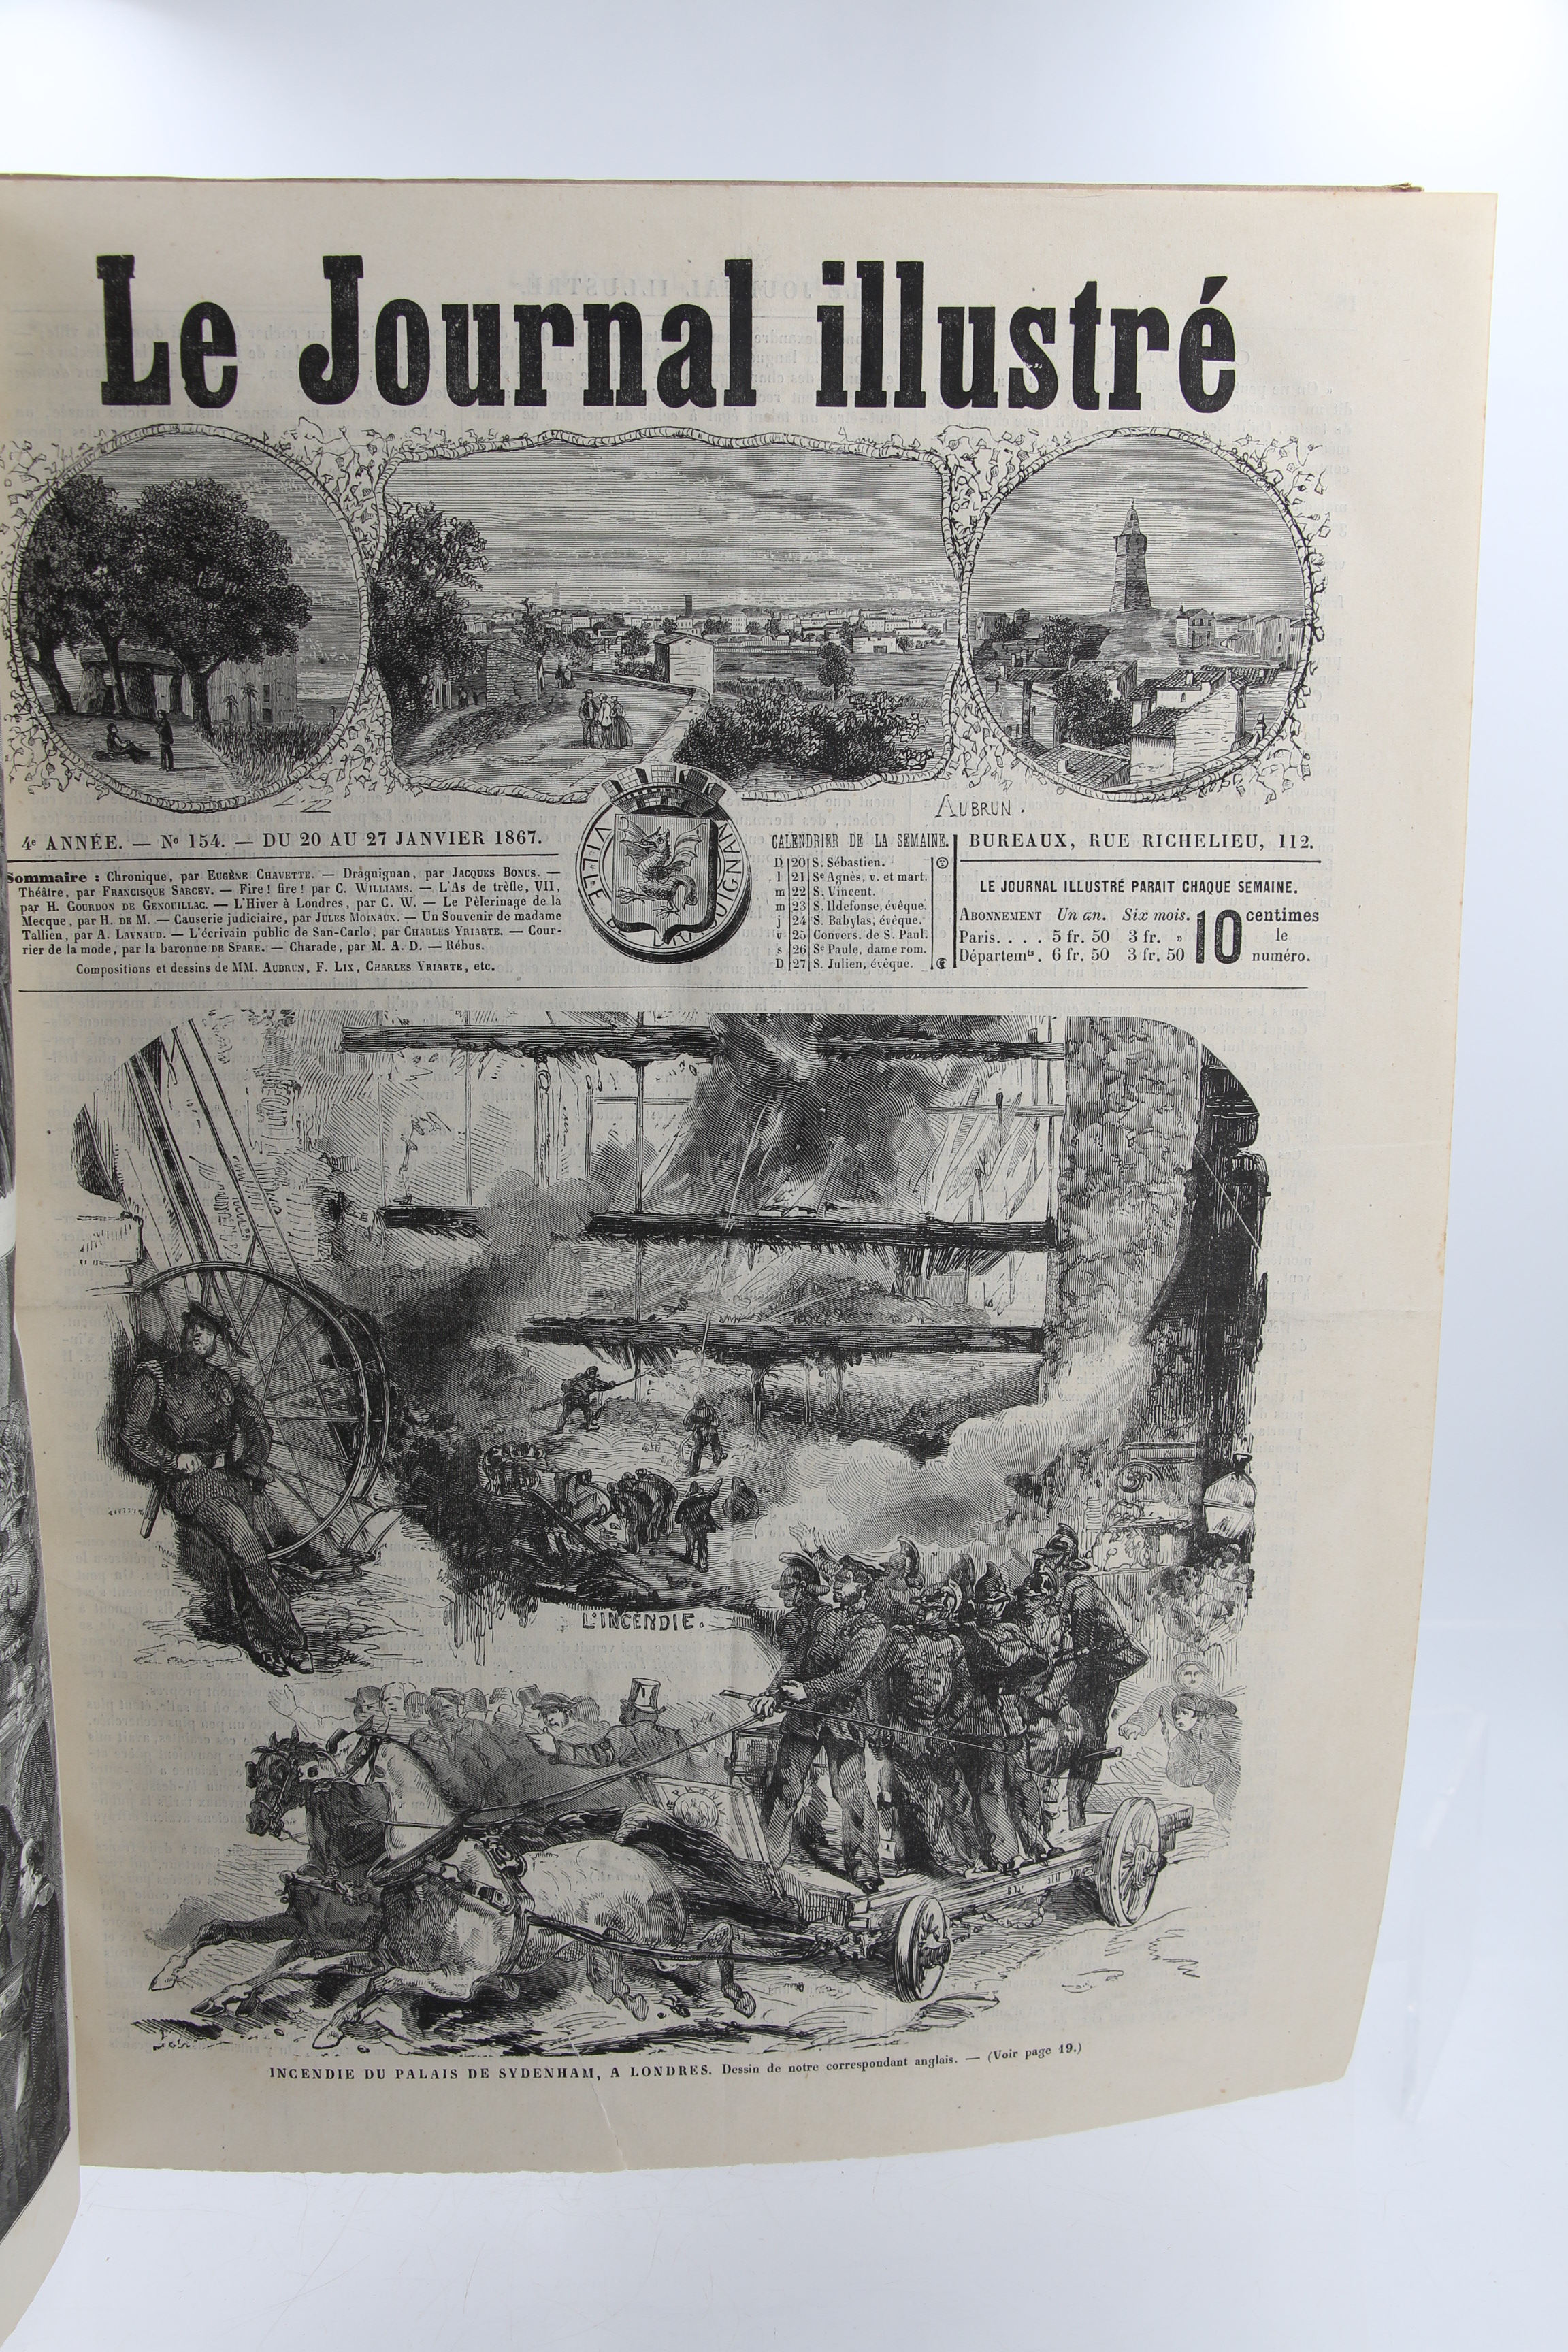 Le Journal illustré
Lix
AUBRUN.
VILLE DE DRAGUIGNAN
4e ANNÉE. — No 154. — DU 20 AU 27 JANVIER 1867.
Sommaire : Chronique, par EUGÈNE CHAVETTE. — Draguignan, par JACQUES BONUS. —
Théâtre, par FRANCISQUE SARCEY. — Fire! fire! par C. WILLIAMS. — L'As de trèfle, VII,
par H. GOURDON DE GENOUILLAC. — L'Hiver à Londres, par C. W. — Le Pèlerinage de la
Mecque, par H. DE M. — Causerie judiciaire, par JULES MOINAUX. — Un Souvenir de madame
Tallien, par A. LAYNAUD. — L'écrivain public de San-Carlo, par CHARLES YRIARTE. — Cour-
rier de la mode, par la baronne DE SPARE. — Charade, par M. A. D. — Rébus.
Compositions et dessins de MM. AUBRUN, F. LIX, CHARLES YRIARTE, etc.
CALENDRIER DE LA SEMAINE.
D 20 S. Sébastien.
l 21 Se Agnès, v. et mart.
m 22 S. Vincent.
m 23 S. Ildefonse, évêque.
j 24 S. Babylas, évêque.
v 25 Convers. de S. Paul.
s 26 Se Paule, dame rom.
D 27 S. Julien, évêque.
BUREAUX, RUE RICHELIEU, 112.
LE JOURNAL ILLUSTRÉ PARAIT CHAQUE SEMAINE.
ABONNEMENT Un an. Six mois.
Paris. . . . 5 fr. 50 3 fr. »
Départemts. 6 fr. 50 3 fr. 50
10 centimes
le
numéro.
L'INCENDIE.
PHŒNIX
INCENDIE DU PALAIS DE SYDENHAM, A LONDRES. Dessin de notre correspondant anglais. — (Voir page 19.)